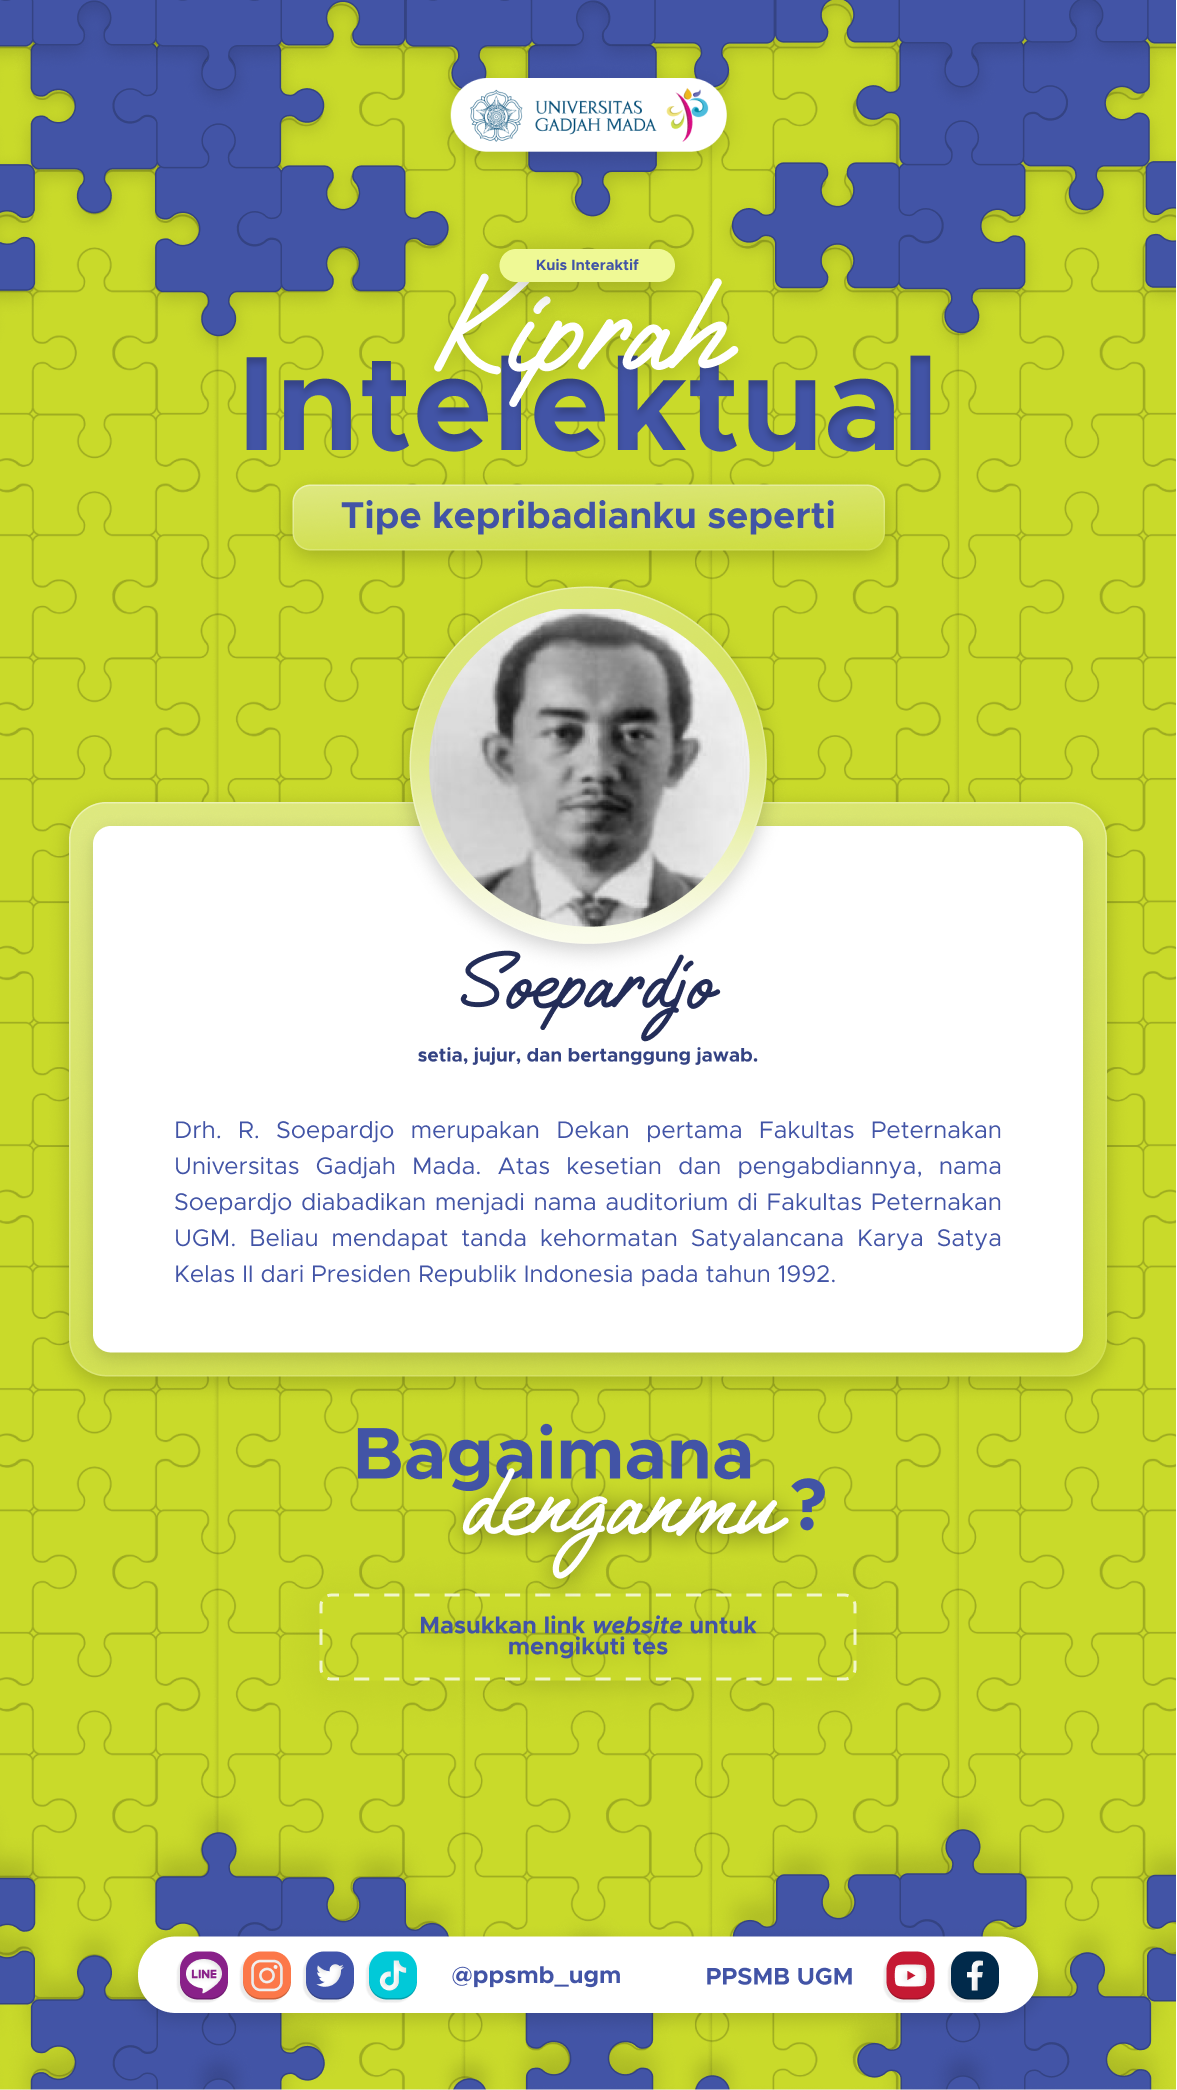 UNIVERSITAS
GADJAH MADA
Kuis Interaktif
Kiprah
Intelektual
Tipe kepribadianku seperti
Soepardjo
setia, jujur, dan bertanggung jawab.
Drh. R. Soepardjo merupakan Dekan pertama Fakultas Peternakan
Universitas Gadjah Mada. Atas kesetian dan pengabdiannya, nama
Soepardjo diabadikan menjadi nama auditorium di Fakultas Peternakan
UGM. Beliau mendapat tanda kehormatan Satyalancana Karya Satya
Kelas II dari Presiden Republik Indonesia pada tahun 1992.
Bagaimana
denganmu?
Masukkan link website untuk
mengikuti tes
LINE @ppsmb_ugm PPSMB UGM